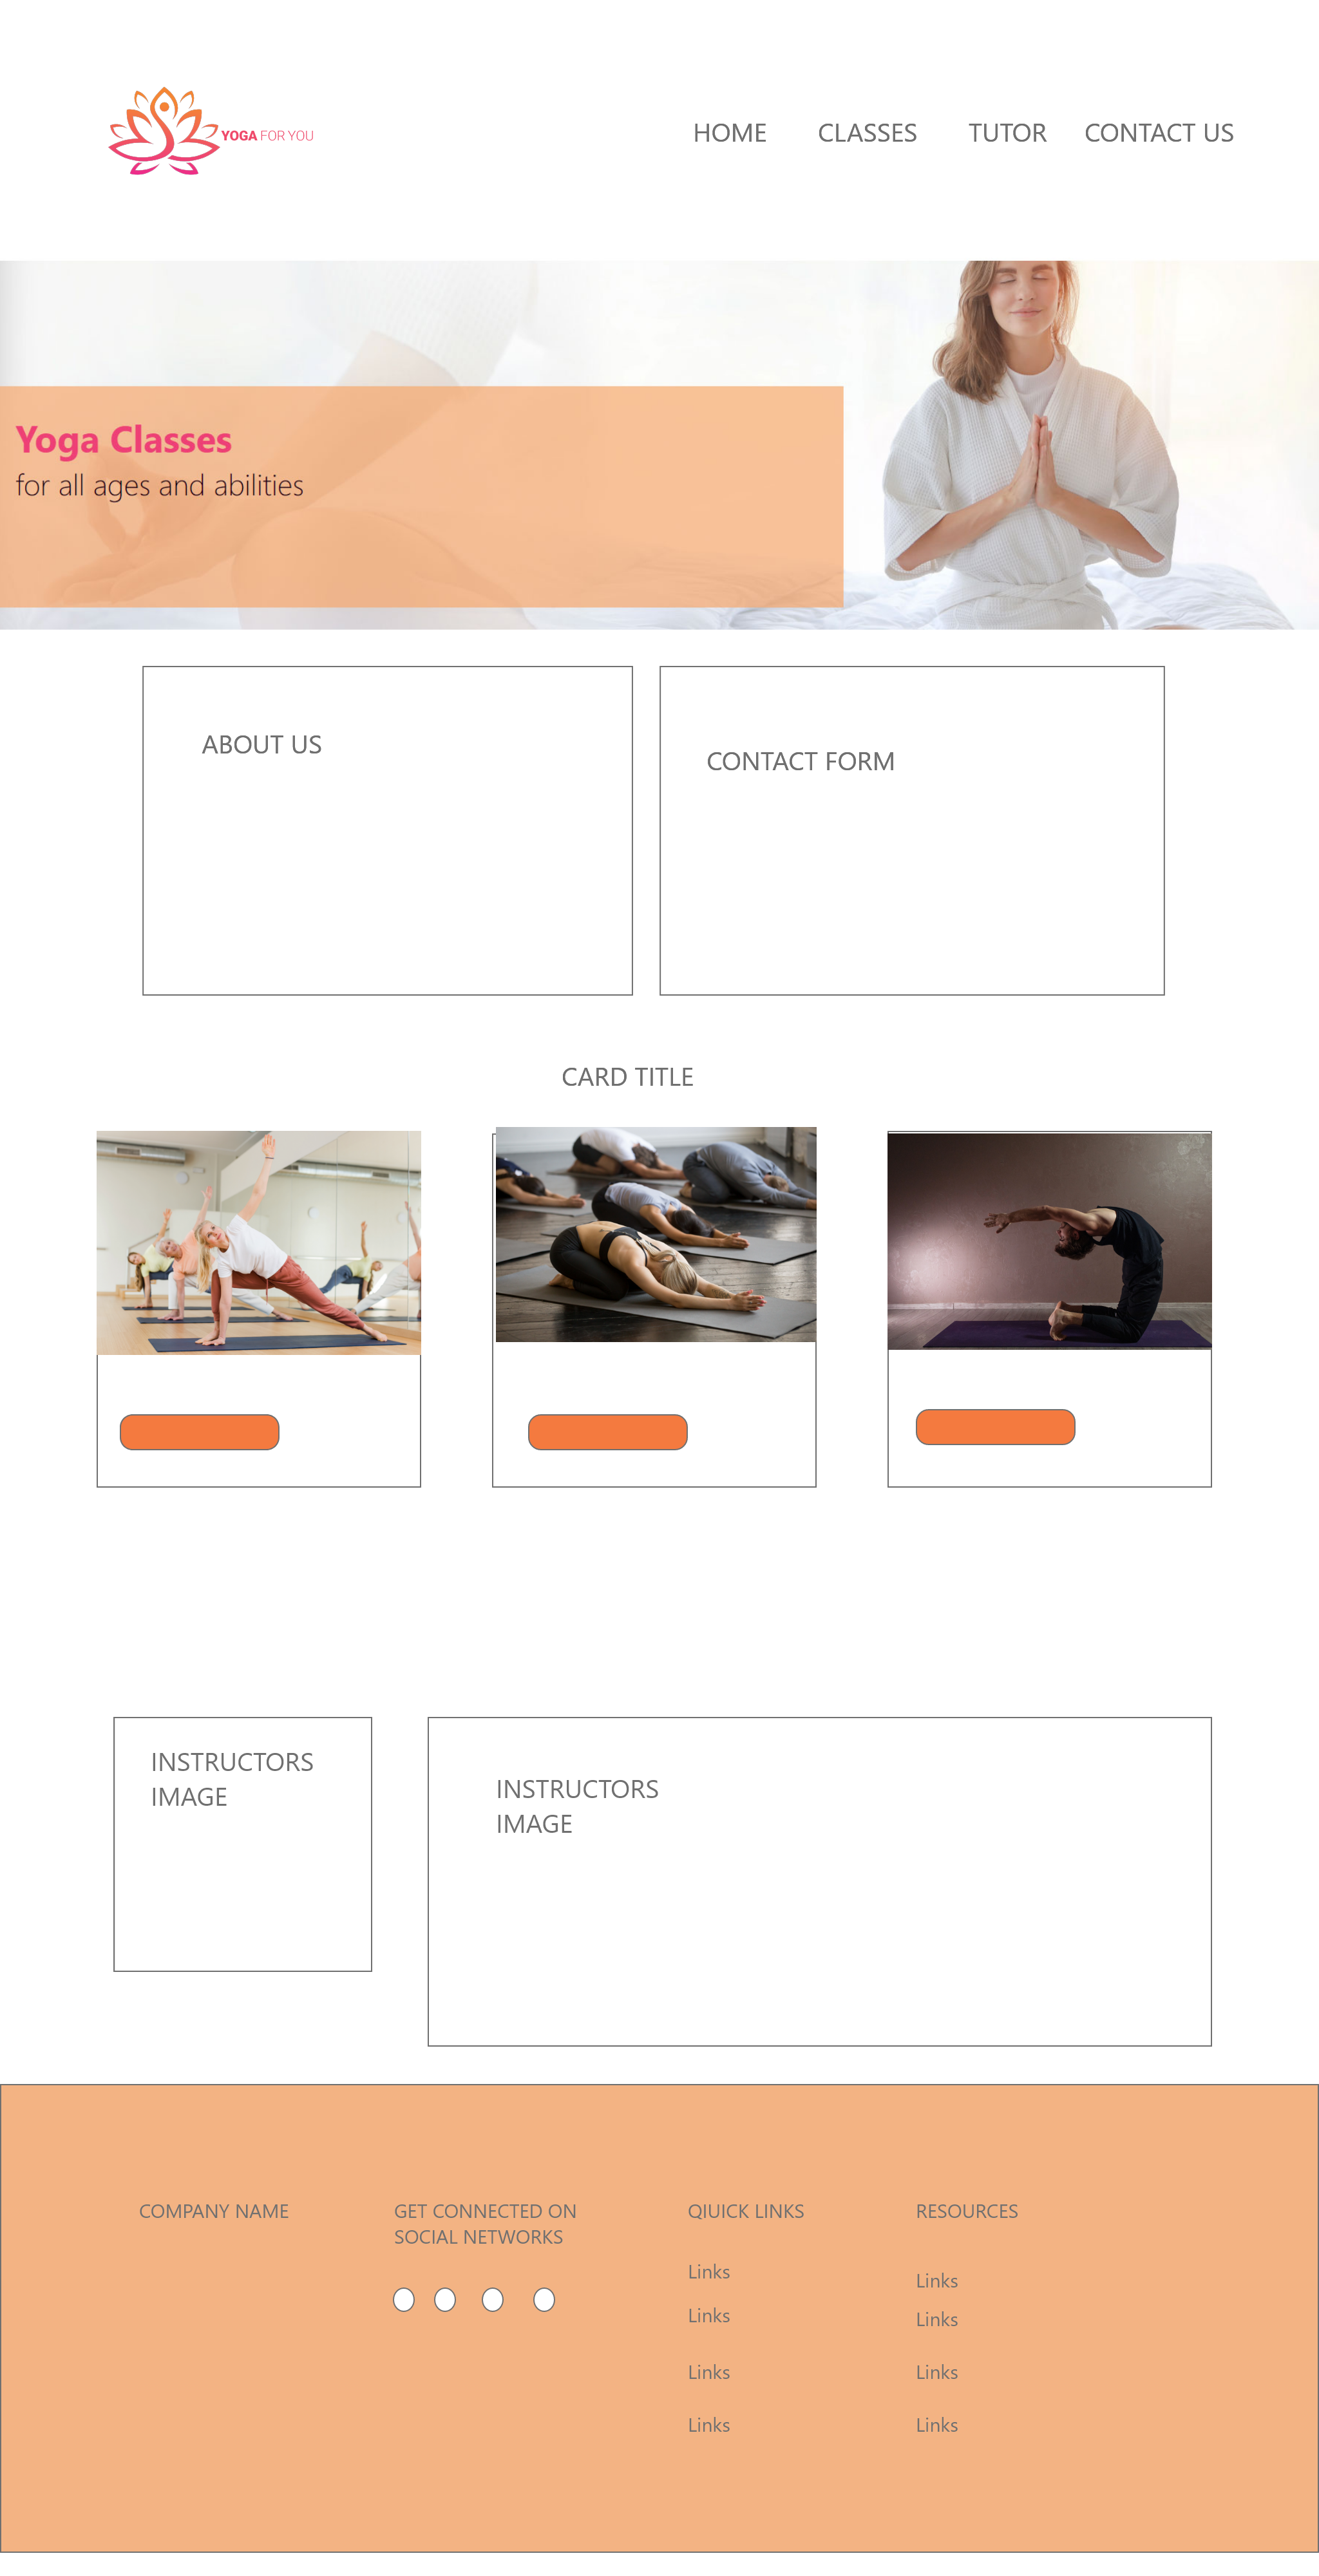 YOGA FOR YOU
HOME CLASSES TUTOR CONTACT US
Yoga Classes
for all ages and abilities
ABOUT US
CONTACT FORM
CARD TITLE
INSTRUCTORS
IMAGE
INSTRUCTORS
IMAGE
COMPANY NAME
GET CONNECTED ON
SOCIAL NETWORKS
QIUICK LINKS
Links
Links
Links
Links
RESOURCES
Links
Links
Links
Links